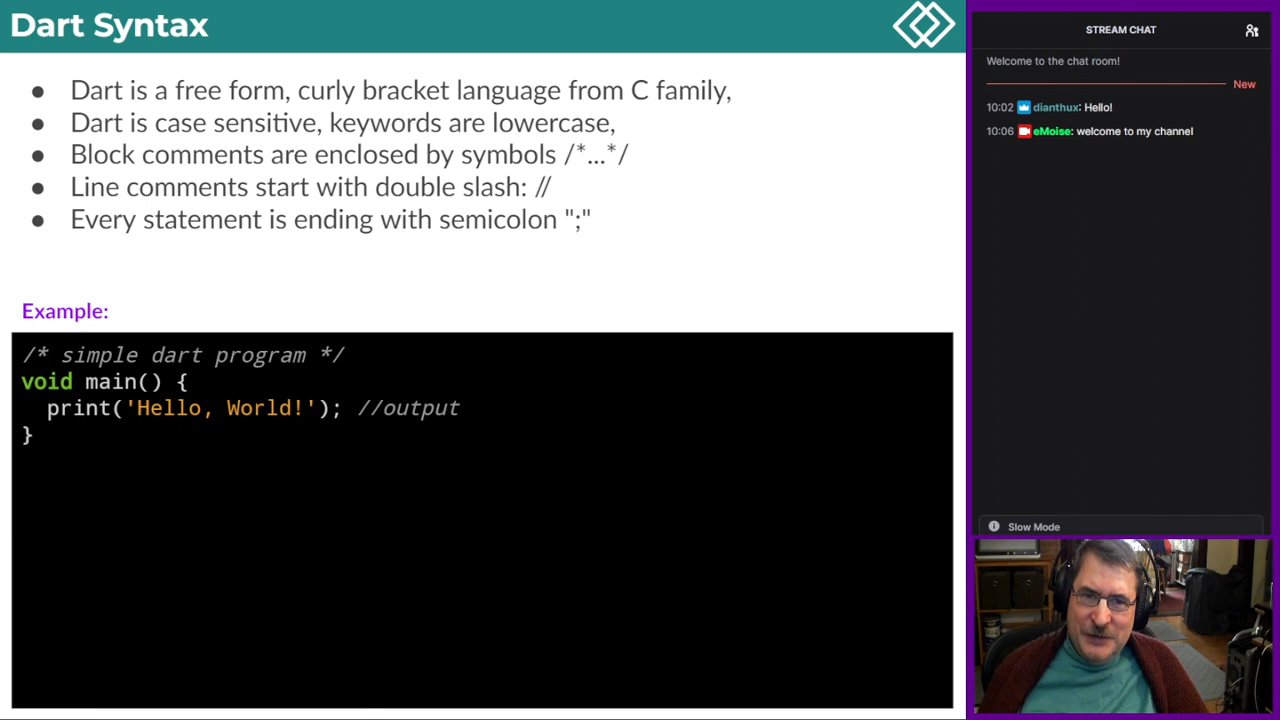 Dart Syntax
● Dart is a free form, curly bracket language from C family,
● Dart is case sensitive, keywords are lowercase,
● Block comments are enclosed by symbols /*...*/
● Line comments start with double slash: //
● Every statement is ending with semicolon ";"
Example:
/* simple dart program */
void main() {
  print('Hello, World!'); //output
}
STREAM CHAT
Welcome to the chat room!
New
10:02 dianthux: Hello!
10:06 eMoise: welcome to my channel
Slow Mode